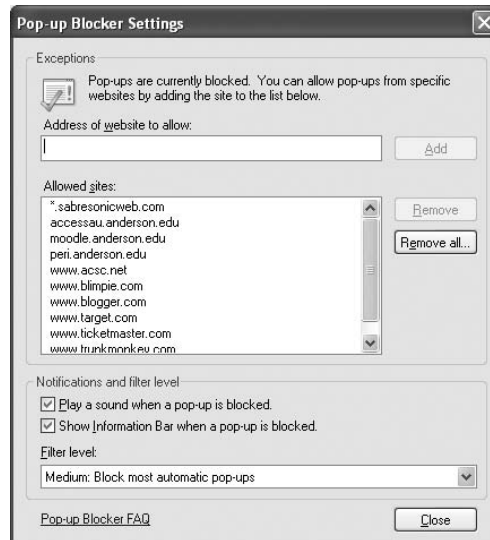 Pop-up Blocker Settings
Exceptions
Pop-ups are currently blocked. You can allow pop-ups from specific
websites by adding the site to the list below.
Address of website to allow:
Add
Allowed sites:
*.sabresonicweb.com
accessau.anderson.edu
moodle.anderson.edu
peri.anderson.edu
www.acsc.net
www.blimpie.com
www.blogger.com
www.target.com
www.ticketmaster.com
www.trunkmonkey.com
Remove
Remove all...
Notifications and filter level
Play a sound when a pop-up is blocked.
Show Information Bar when a pop-up is blocked.
Filter level:
Medium: Block most automatic pop-ups
Pop-up Blocker FAQ
Close